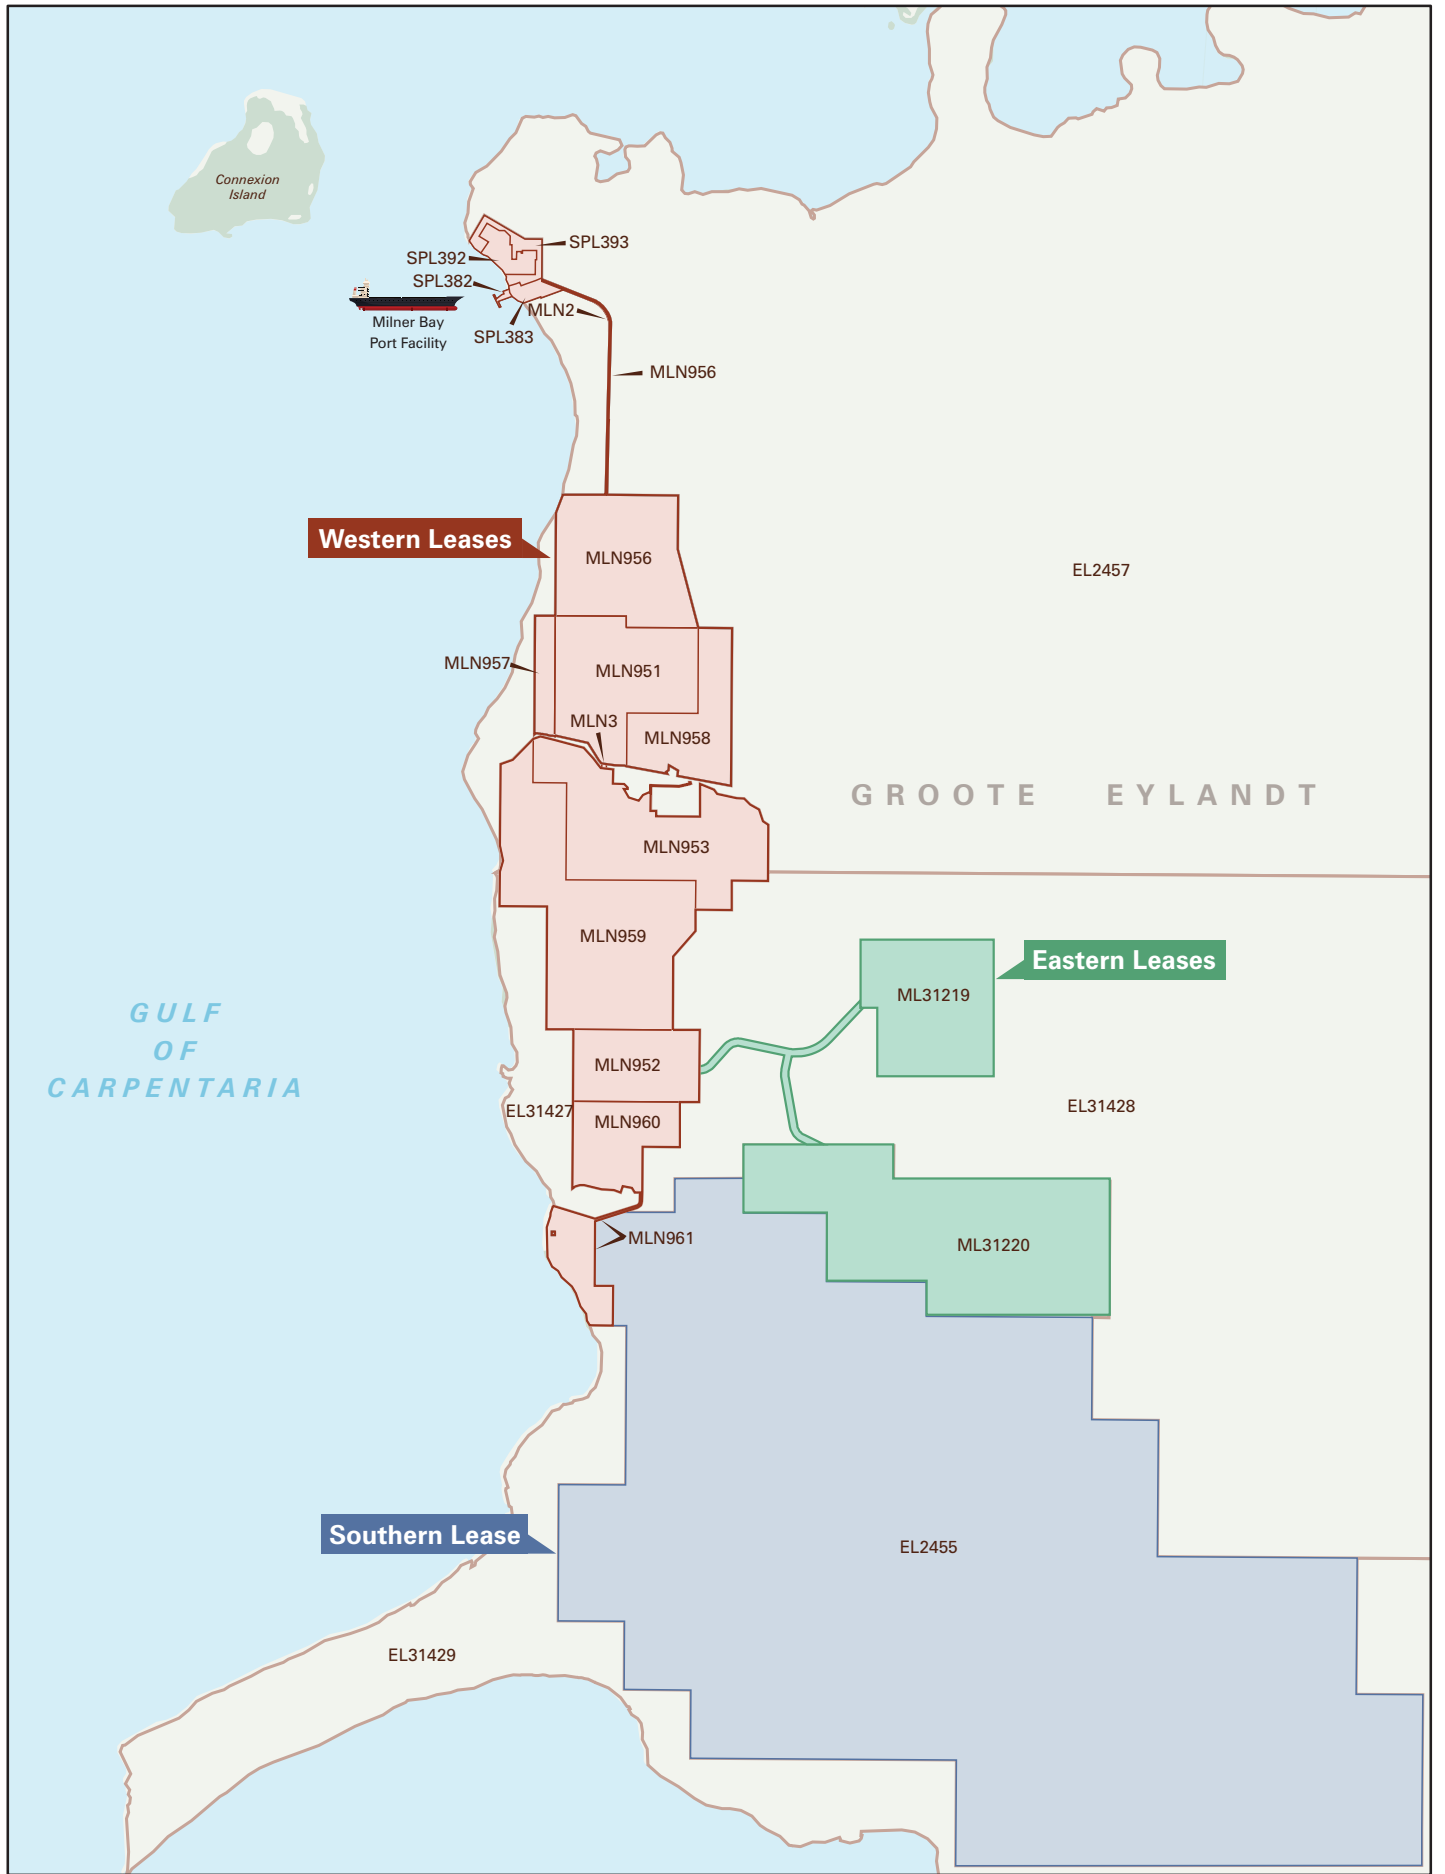 Connexion
Island
SPL393
SPL392
SPL382
MLN2
Milner Bay
Port Facility
SPL383
MLN956
Western Leases
MLN956
EL2457
MLN957
MLN951
MLN3
MLN958
GROOTE EYLANDT
MLN953
MLN959
Eastern Leases
ML31219
GULF
OF
CARPENTARIA
MLN952
EL31427
MLN960
EL31428
MLN961
ML31220
Southern Lease
EL2455
EL31429